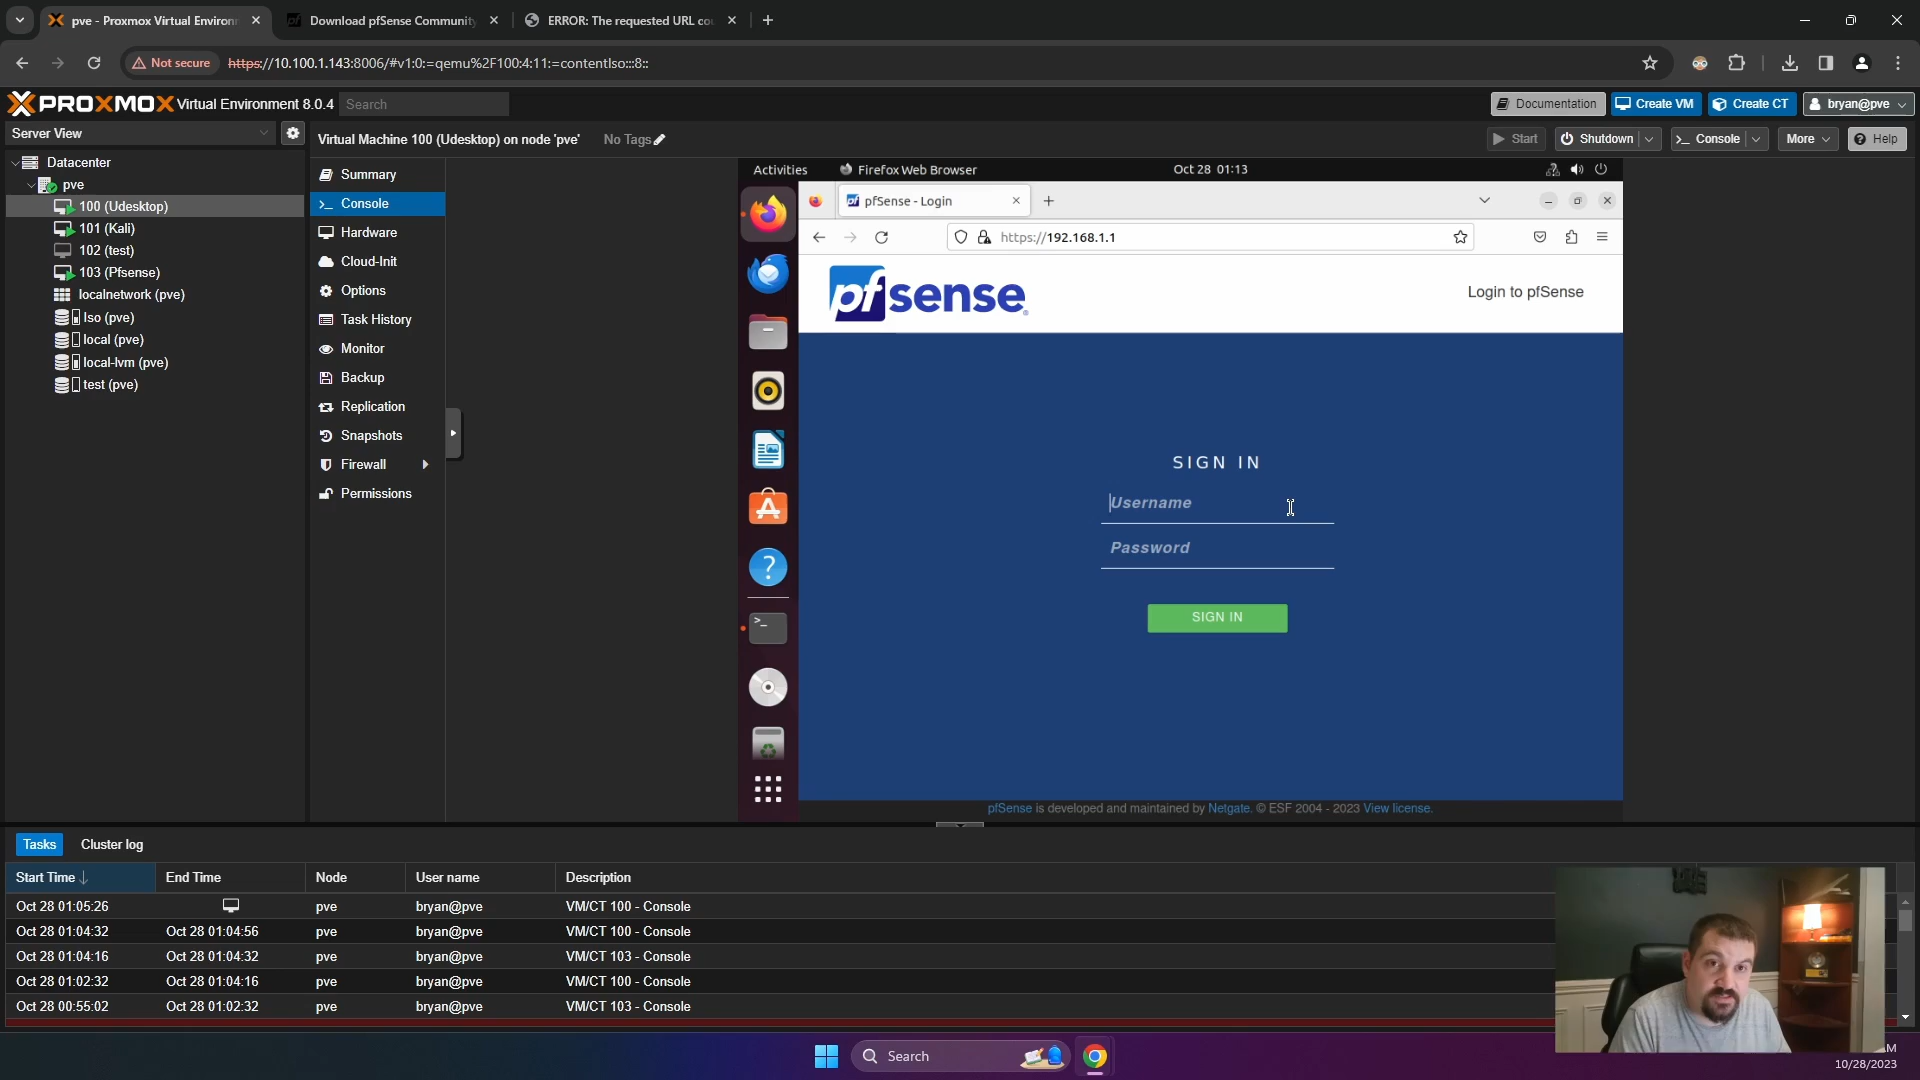 pve - Proxmox Virtual Environm
Download pfSense Community
ERROR: The requested URL co
Not secure
https://10.100.1.143:8006/#v1:0:=qemu%2F100:4:11:=contentIso:::8::
PROXMOX Virtual Environment 8.0.4
Search
Documentation
Create VM
Create CT
bryan@pve
Server View
Virtual Machine 100 (Udesktop) on node 'pve'
No Tags
Start
Shutdown
Console
More
Help
Datacenter
pve
100 (Udesktop)
101 (Kali)
102 (test)
103 (Pfsense)
localnetwork (pve)
Iso (pve)
local (pve)
local-lvm (pve)
test (pve)
Summary
Console
Hardware
Cloud-Init
Options
Task History
Monitor
Backup
Replication
Snapshots
Firewall
Permissions
Activities
Firefox Web Browser
Oct 28 01:13
pfSense - Login
https://192.168.1.1
pfsense
Login to pfSense
SIGN IN
Username
Password
SIGN IN
pfSense is developed and maintained by Netgate. © ESF 2004 - 2023 View license.
Tasks
Cluster log
Start Time
End Time
Node
User name
Description
Oct 28 01:05:26 pve bryan@pve VM/CT 100 - Console
Oct 28 01:04:32 Oct 28 01:04:56 pve bryan@pve VM/CT 100 - Console
Oct 28 01:04:16 Oct 28 01:04:32 pve bryan@pve VM/CT 103 - Console
Oct 28 01:02:32 Oct 28 01:04:16 pve bryan@pve VM/CT 100 - Console
Oct 28 00:55:02 Oct 28 01:02:32 pve bryan@pve VM/CT 103 - Console
Search
AM
10/28/2023